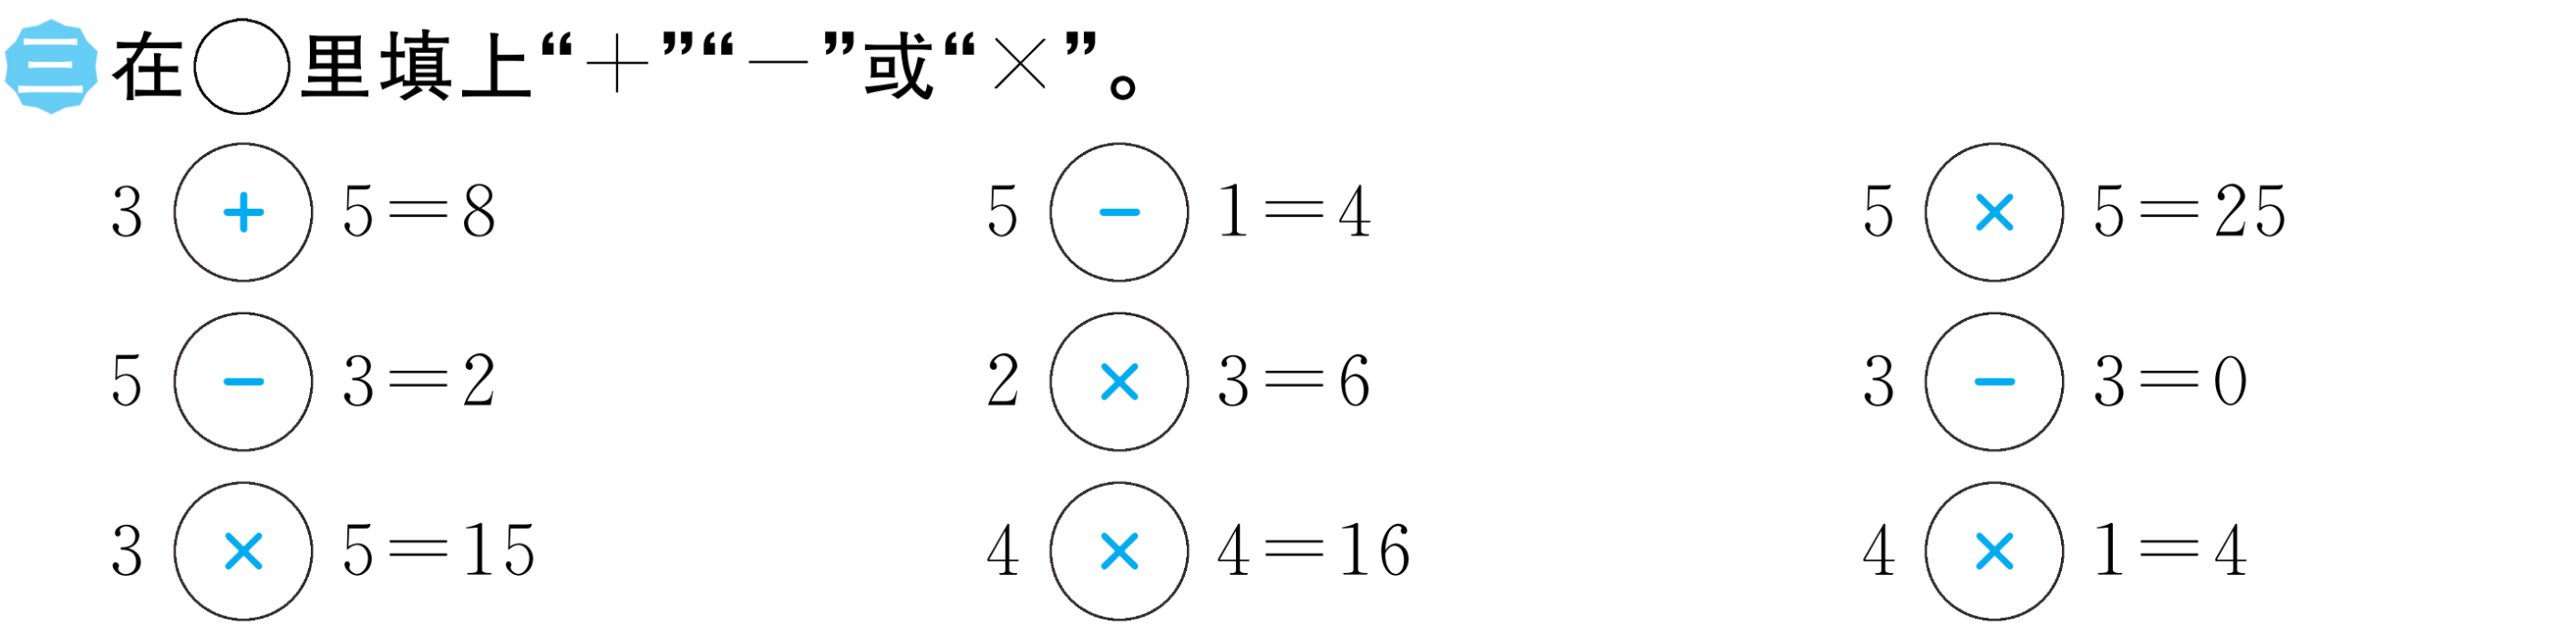 三 在○里填上“＋”“－”或“×”。
3 + 5=8 5 − 1=4 5 × 5=25
5 − 3=2 2 × 3=6 3 − 3=0
3 × 5=15 4 × 4=16 4 × 1=4